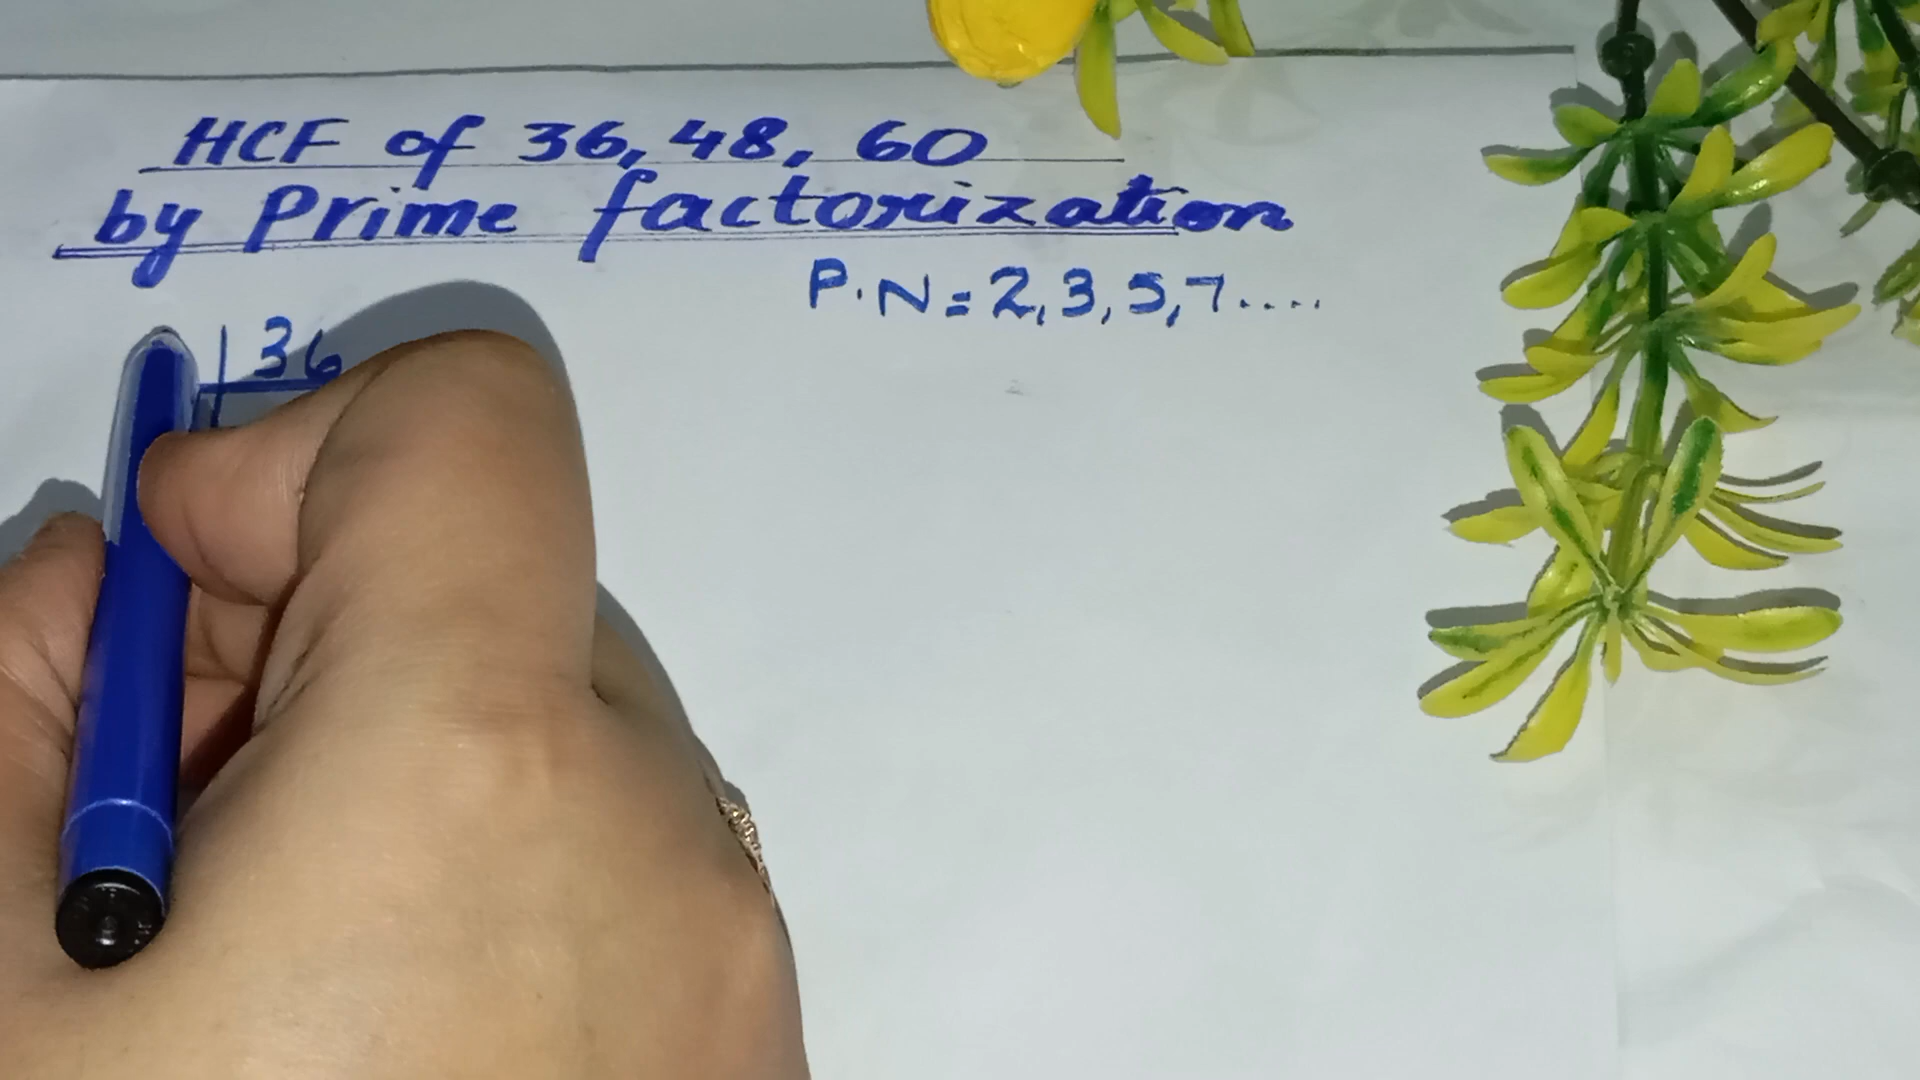 HCF of 36, 48, 60
by Prime factorization
P.N = 2, 3, 5, 7....
36